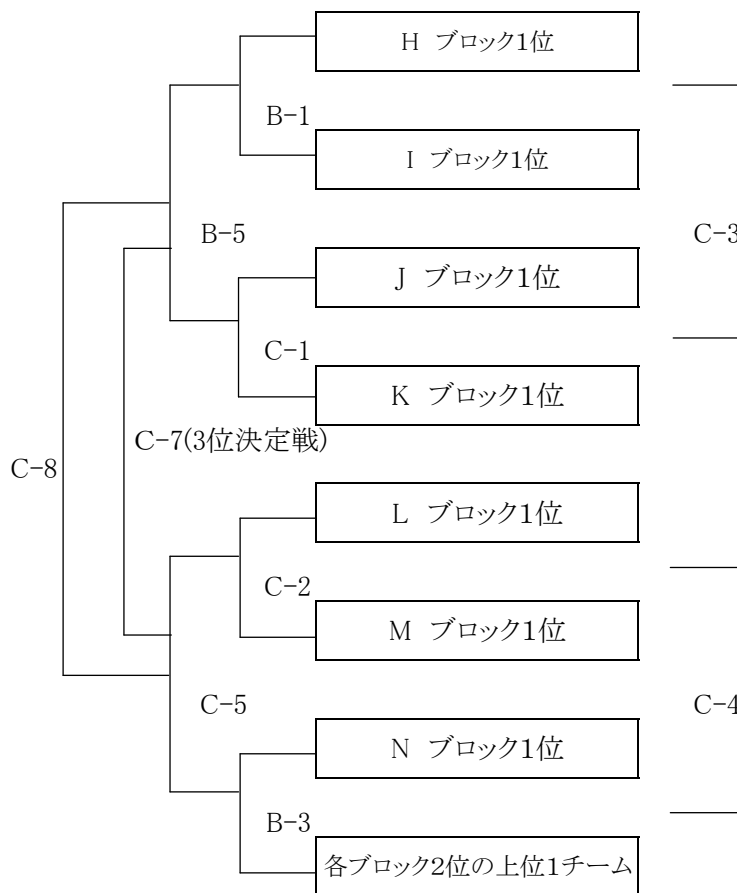 H ブロック1位
B-1
I ブロック1位
B-5
C-3
J ブロック1位
C-1
K ブロック1位
C-7(3位決定戦)
C-8
L ブロック1位
C-2
M ブロック1位
C-5
C-4
N ブロック1位
B-3
各ブロック2位の上位1チーム